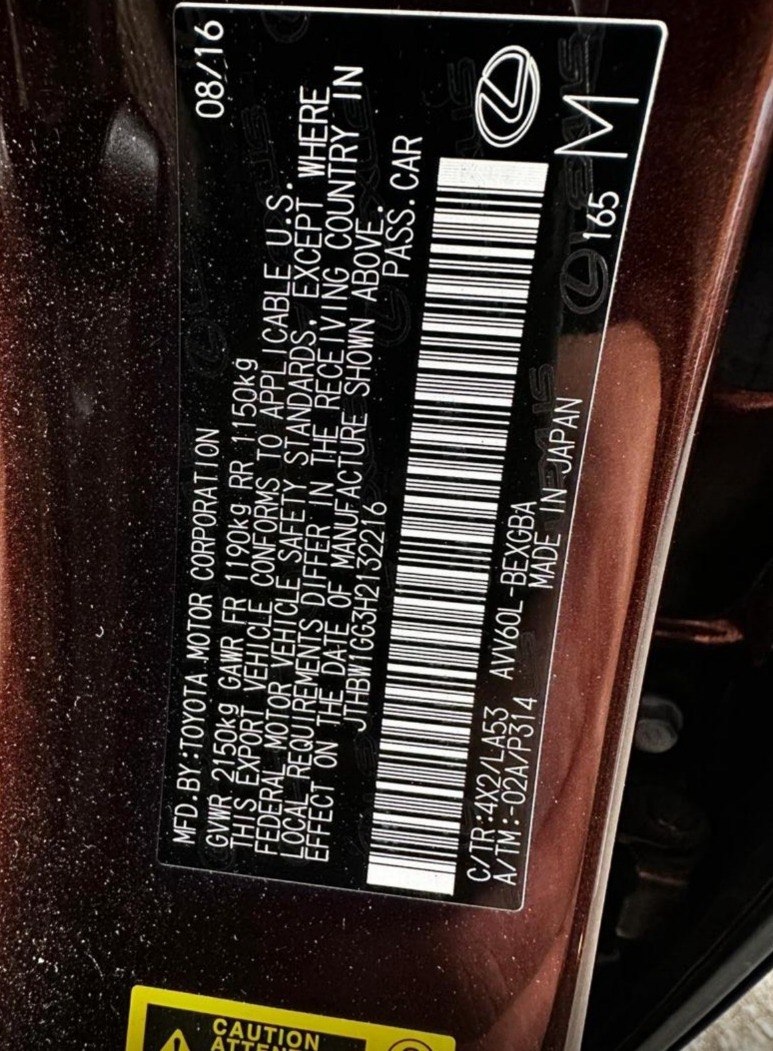 MFD.BY:TOYOTA MOTOR CORPORATION 08/16
GVWR 2150kg GAWR FR 1190kg RR 1150kg
THIS EXPORT VEHICLE CONFORMS TO APPLICABLE U.S.
FEDERAL MOTOR VEHICLE SAFETY STANDARDS, EXCEPT WHERE
LOCAL REQUIREMENTS DIFFER IN THE RECEIVING COUNTRY IN
EFFECT ON THE DATE OF MANUFACTURE SHOWN ABOVE.
JTHBW1GG3H2132216 PASS.CAR
C/TR:4X2/LA53 AVV60L-BEXGBA
A/TM:-02A/P314 MADE IN JAPAN
165
M
CAUTION